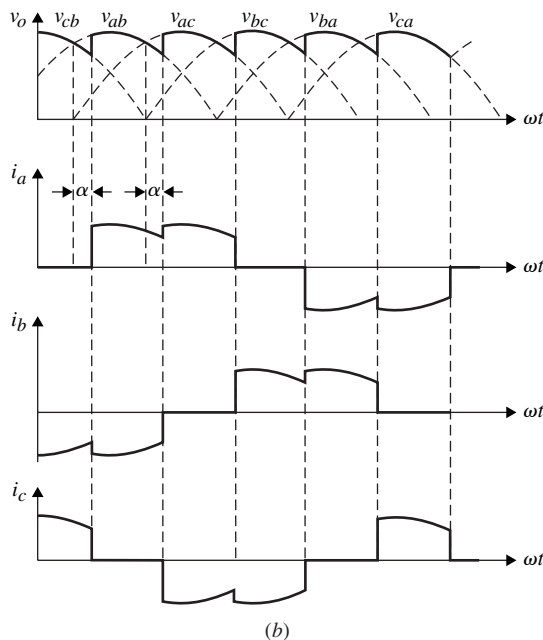 v_o v_cb v_ab v_ac v_bc v_ba v_ca
ωt
i_a
α α
ωt
i_b
ωt
i_c
ωt
(b)